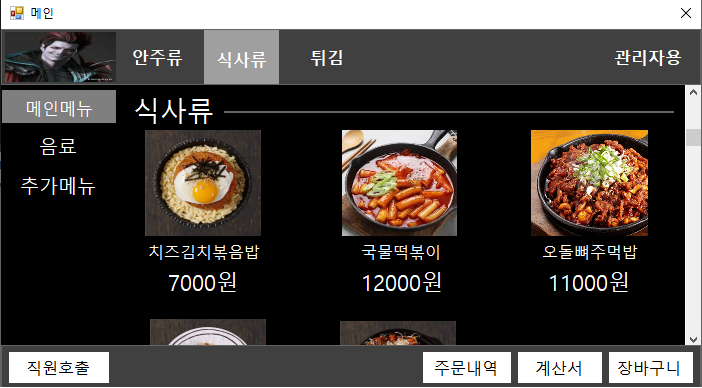 메인
안주류
식사류
튀김
관리자용
메인메뉴
음료
추가메뉴
식사류
치즈김치볶음밥
국물떡볶이
오돌뼈주먹밥
7000원
12000원
11000원
직원호출
주문내역
계산서
장바구니